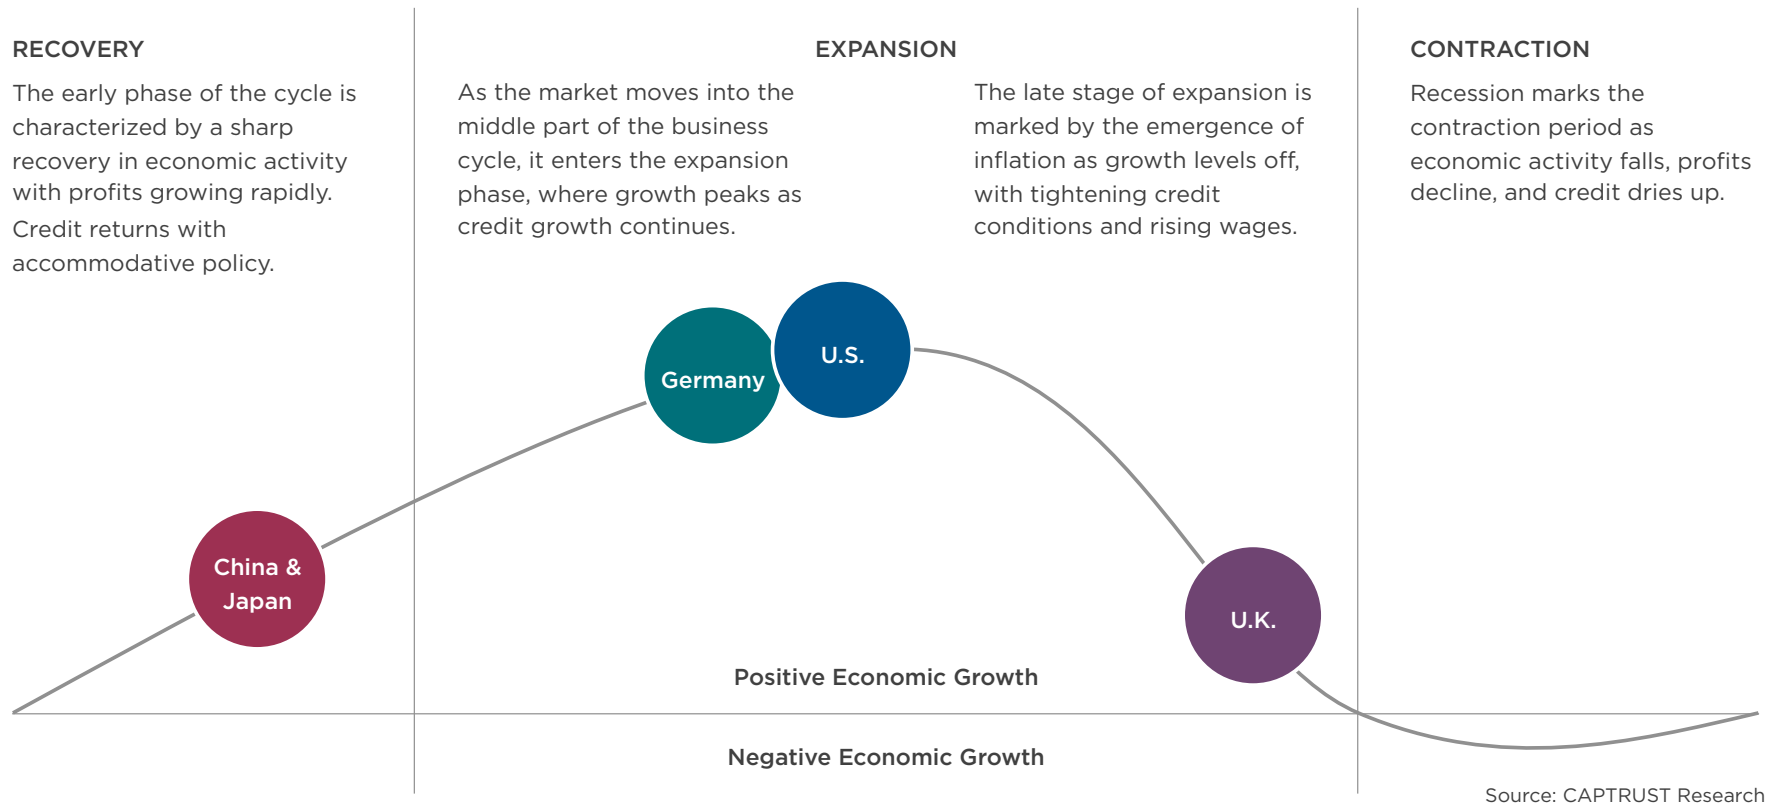 RECOVERY
The early phase of the cycle is
characterized by a sharp
recovery in economic activity
with profits growing rapidly.
Credit returns with
accommodative policy.
EXPANSION
As the market moves into the
middle part of the business
cycle, it enters the expansion
phase, where growth peaks as
credit growth continues.
The late stage of expansion is
marked by the emergence of
inflation as growth levels off,
with tightening credit
conditions and rising wages.
CONTRACTION
Recession marks the
contraction period as
economic activity falls, profits
decline, and credit dries up.
China &
Japan
Germany
U.S.
U.K.
Positive Economic Growth
Negative Economic Growth
Source: CAPTRUST Research